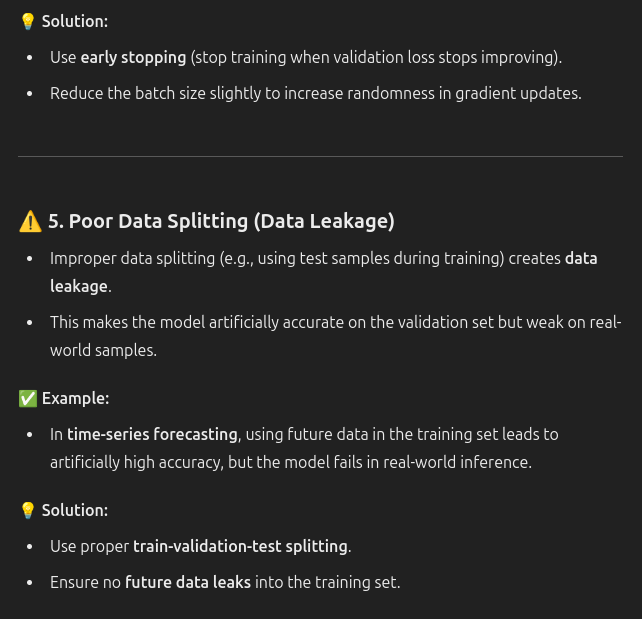 💡 Solution:
• Use early stopping (stop training when validation loss stops improving).
• Reduce the batch size slightly to increase randomness in gradient updates.
⚠️ 5. Poor Data Splitting (Data Leakage)
• Improper data splitting (e.g., using test samples during training) creates data
leakage.
• This makes the model artificially accurate on the validation set but weak on real-
world samples.
✅ Example:
• In time-series forecasting, using future data in the training set leads to
artificially high accuracy, but the model fails in real-world inference.
💡 Solution:
• Use proper train-validation-test splitting.
• Ensure no future data leaks into the training set.